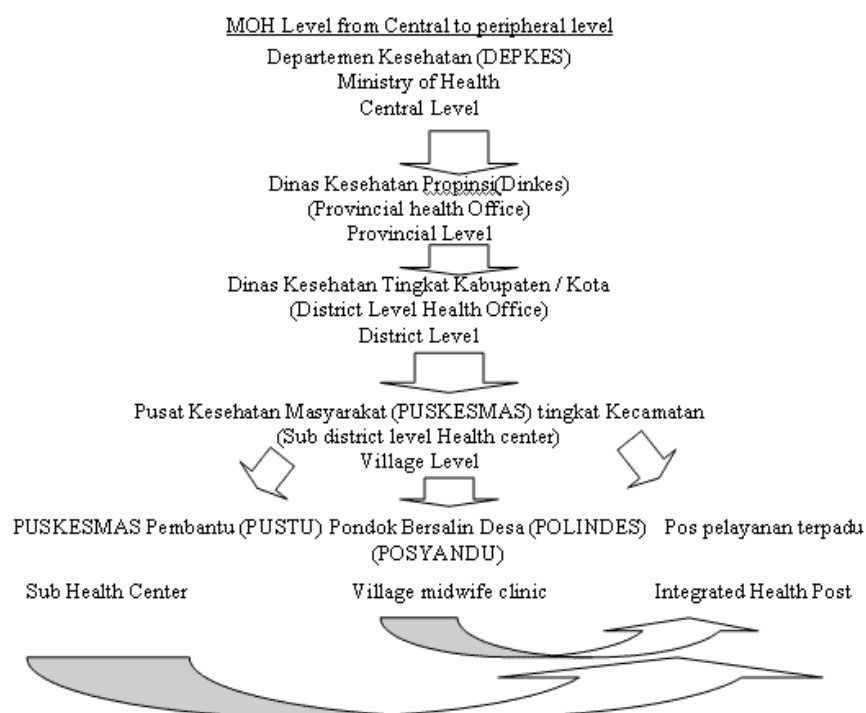 MOH Level from Central to peripheral level
Departemen Kesehatan (DEPKES)
Ministry of Health
Central Level
Dinas Kesehatan Propinsi(Dinkes)
(Provincial health Office)
Provincial Level
Dinas Kesehatan Tingkat Kabupaten / Kota
(District Level Health Office)
District Level
Pusat Kesehatan Masyarakat (PUSKESMAS) tingkat Kecamatan
(Sub district level Health center)
Village Level
PUSKESMAS Pembantu (PUSTU) Pondok Bersalin Desa (POLINDES) Pos pelayanan terpadu
(POSYANDU)
Sub Health Center Village midwife clinic Integrated Health Post